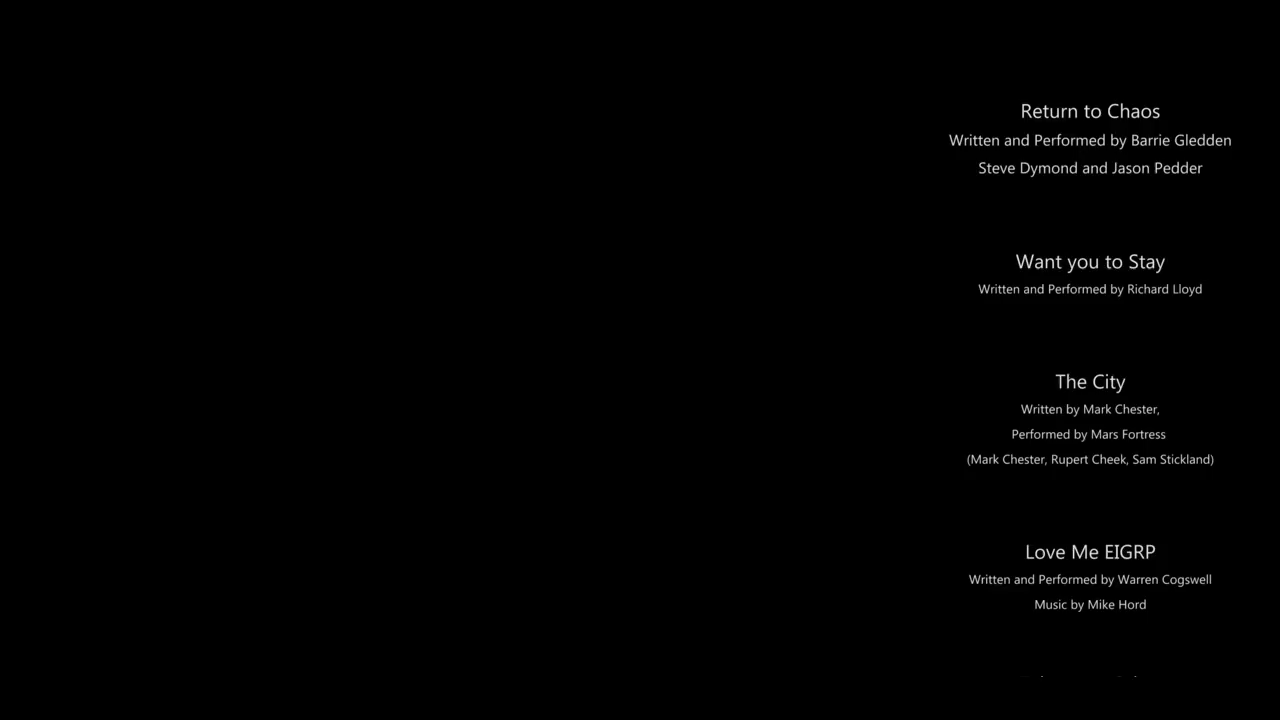 Return to Chaos
Written and Performed by Barrie Gledden
Steve Dymond and Jason Pedder
Want you to Stay
Written and Performed by Richard Lloyd
The City
Written by Mark Chester,
Performed by Mars Fortress
(Mark Chester, Rupert Cheek, Sam Stickland)
Love Me EIGRP
Written and Performed by Warren Cogswell
Music by Mike Hord